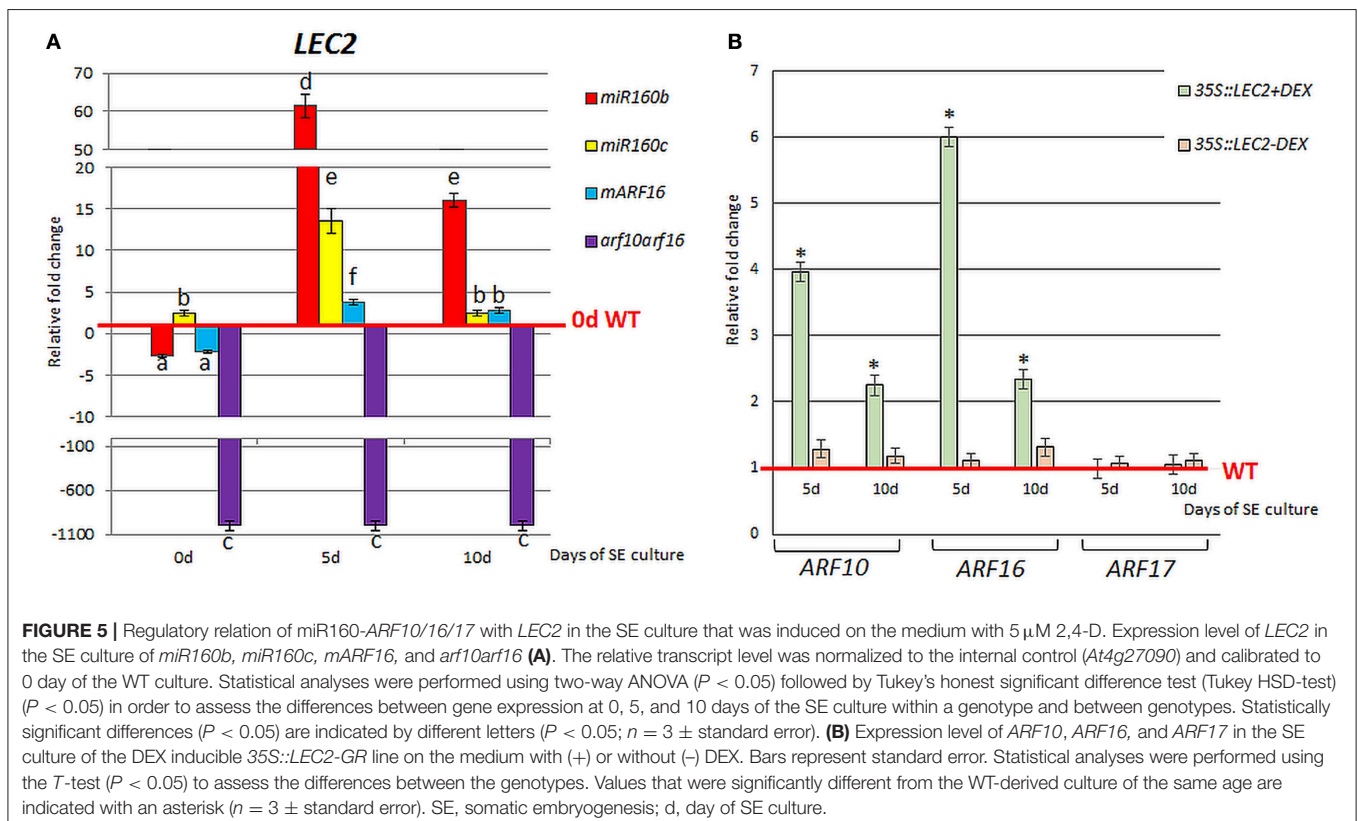 A
LEC2
70
60
50
20
15
10
5
0
-5
-10
-100
-600
-1100
Relative fold change
a
b
a
c
d
e
f
c
e
b
b
c
0d
5d
10d
Days of SE culture
miR160b
miR160c
mARF16
arf10arf16
0d WT
B
7
6
5
4
3
2
1
0
Relative fold change
*
*
*
*
35S::LEC2+DEX
35S::LEC2-DEX
WT
5d
10d
5d
10d
5d
10d
Days of SE culture
ARF10
ARF16
ARF17
FIGURE 5 | Regulatory relation of miR160-ARF10/16/17 with LEC2 in the SE culture that was induced on the medium with 5 μM 2,4-D. Expression level of LEC2 in
the SE culture of miR160b, miR160c, mARF16, and arf10arf16 (A). The relative transcript level was normalized to the internal control (At4g27090) and calibrated to
0 day of the WT culture. Statistical analyses were performed using two-way ANOVA (P < 0.05) followed by Tukey's honest significant difference test (Tukey HSD-test)
(P < 0.05) in order to assess the differences between gene expression at 0, 5, and 10 days of the SE culture within a genotype and between genotypes. Statistically
significant differences (P < 0.05) are indicated by different letters (P < 0.05; n = 3 ± standard error). (B) Expression level of ARF10, ARF16, and ARF17 in the SE
culture of the DEX inducible 35S::LEC2-GR line on the medium with (+) or without (−) DEX. Bars represent standard error. Statistical analyses were performed using
the T-test (P < 0.05) to assess the differences between the genotypes. Values that were significantly different from the WT-derived culture of the same age are
indicated with an asterisk (n = 3 ± standard error). SE, somatic embryogenesis; d, day of SE culture.